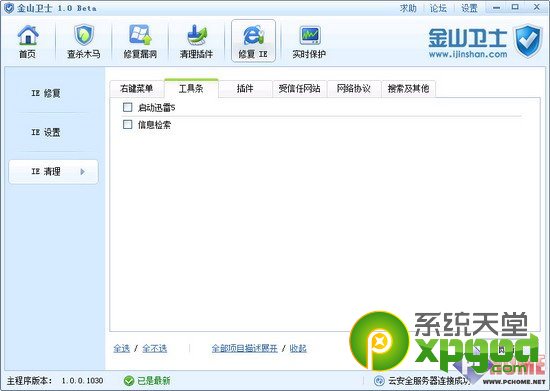 金山卫士 1.0 Beta
求助 论坛 设置
首页 查杀木马 修复漏洞 清理插件 修复 IE 实时保护
金山卫士
www.ijinshan.com
右键菜单 工具条 插件 受信任网站 网络协议 搜索及其他
IE 修复
IE 设置
IE 清理
启动迅雷5
信息检索
全选 / 全不选 全部项目描述展开 / 收起
系统天堂
xpgod.com
HOME
主程序版本: 1.0.0.1030 已是最新 云安全服务器连接成功
WWW.PCHOME.NET